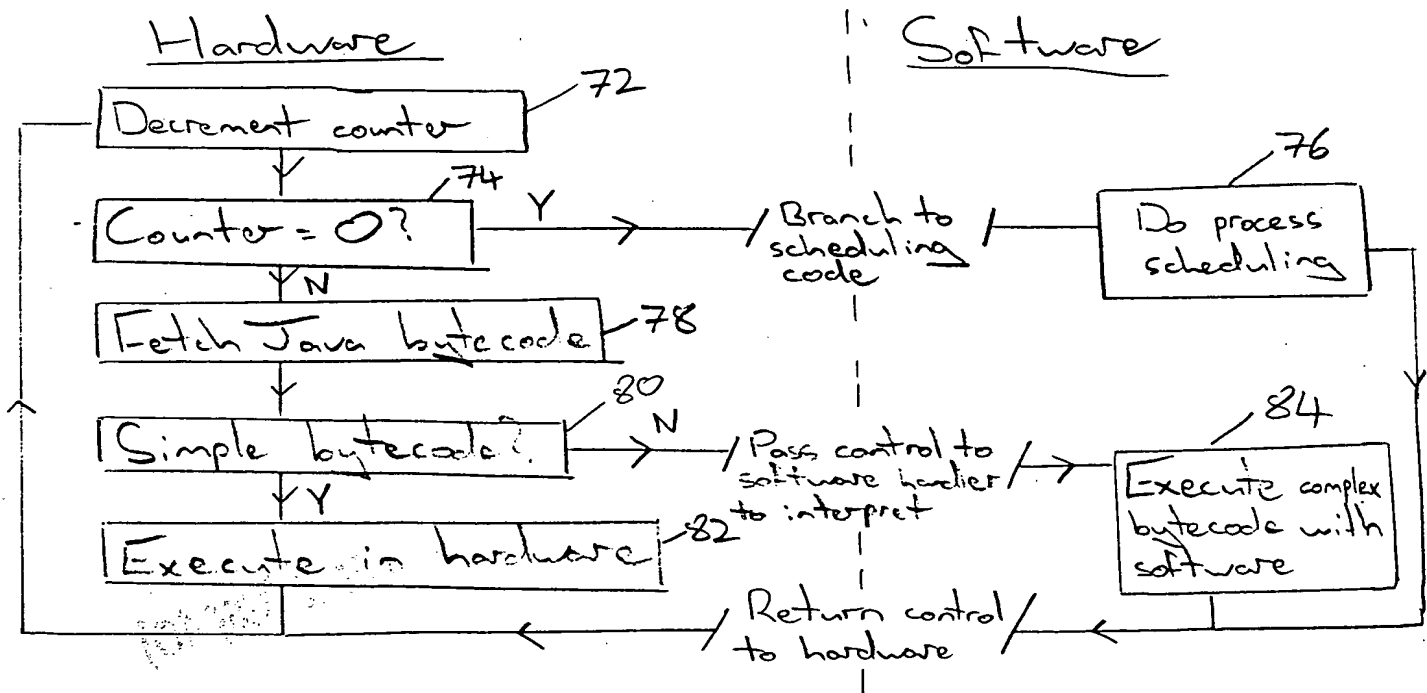 Hardware
Software
72
Decrement counter
76
74
Counter = 0?
Y
Branch to
scheduling
code
Do process
scheduling
N
78
Fetch Java bytecode
80
84
Simple bytecode?
N
Pass control to
software handler
to interpret
Execute complex
bytecode with
software
Y
82
Execute in hardware
Return control
to hardware